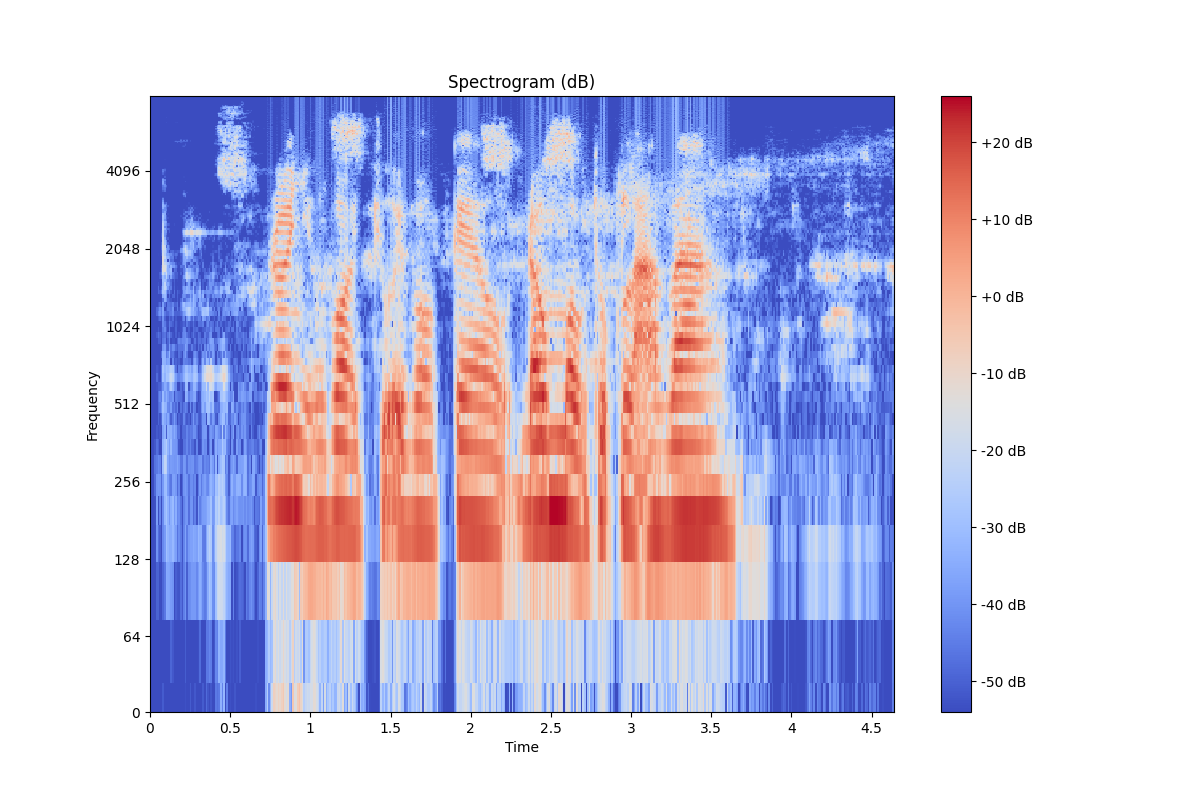 Spectrogram (dB)
Frequency
4096
2048
1024
512
256
128
64
0
0 0.5 1 1.5 2 2.5 3 3.5 4 4.5
Time
+20 dB
+10 dB
+0 dB
-10 dB
-20 dB
-30 dB
-40 dB
-50 dB